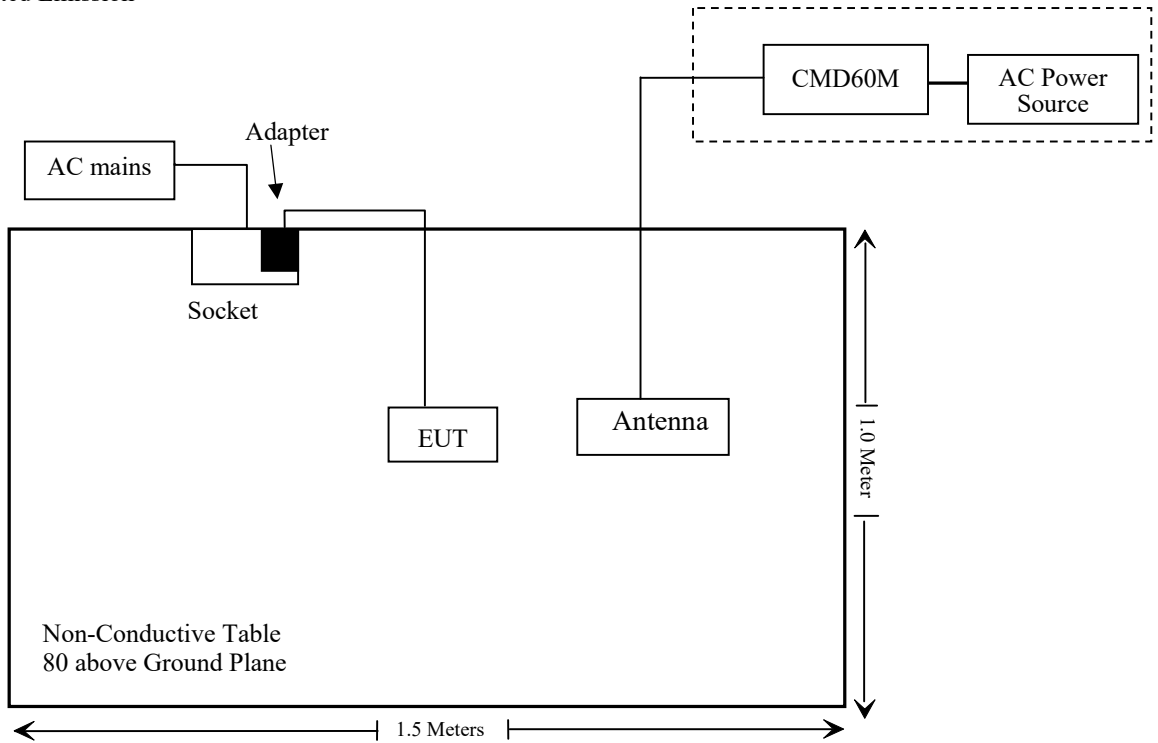 CMD60M
AC Power
Source
Adapter
AC mains
Socket
EUT
Antenna
1.0 Meter
Non-Conductive Table
80 above Ground Plane
1.5 Meters